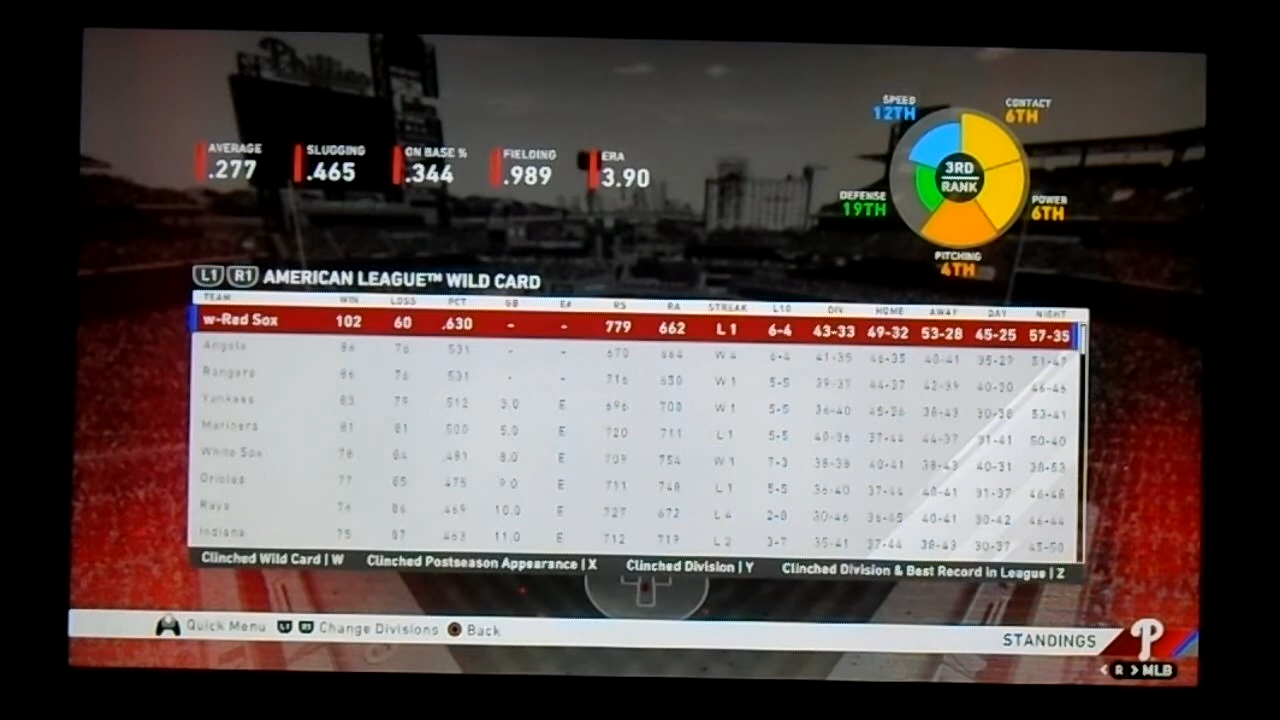 Phillies
AVERAGE SLUGGING ON BASE % FIELDING ERA
.277 .465 .344 .989 3.90
SPEED
12TH
CONTACT
6TH
3RD
RANK
DEFENSE
19TH
POWER
6TH
PITCHING
4TH
L1 R1 AMERICAN LEAGUE™ WILD CARD
TEAM WIN LOSS PCT GB E# RS RA STREAK L10 DIV HOME AWAY DAY NIGHT
w-Red Sox 102 60 .630 - - 779 662 L 1 6-4 43-33 49-32 53-28 45-25 57-35
Angels 86 76 .531 - - 670 664 W 4 6-4 41-35 46-35 40-41 35-29 51-47
Rangers 86 76 .531 - - 716 650 W 1 5-5 39-37 44-37 42-39 40-30 46-46
Yankees 83 79 .512 3.0 E 696 700 W 1 5-5 36-40 45-36 38-43 30-38 53-41
Mariners 81 81 .500 5.0 E 720 711 L 1 5-5 40-36 37-44 44-37 31-41 50-40
White Sox 78 84 .481 8.0 E 709 754 W 1 7-3 38-38 40-41 38-43 40-31 38-53
Orioles 77 85 .475 9.0 E 711 748 L 1 5-5 36-40 37-44 40-41 31-37 46-48
Rays 76 86 .469 10.0 E 727 672 L 4 2-8 30-46 36-45 40-41 30-42 46-44
Indians 75 87 .463 11.0 E 712 719 L 2 3-7 35-41 37-44 38-43 30-37 45-50
Clinched Wild Card | W Clinched Postseason Appearance | X Clinched Division | Y Clinched Division & Best Record in League | Z
Quick Menu L1 R1 Change Divisions Back
STANDINGS
P
< R > MLB